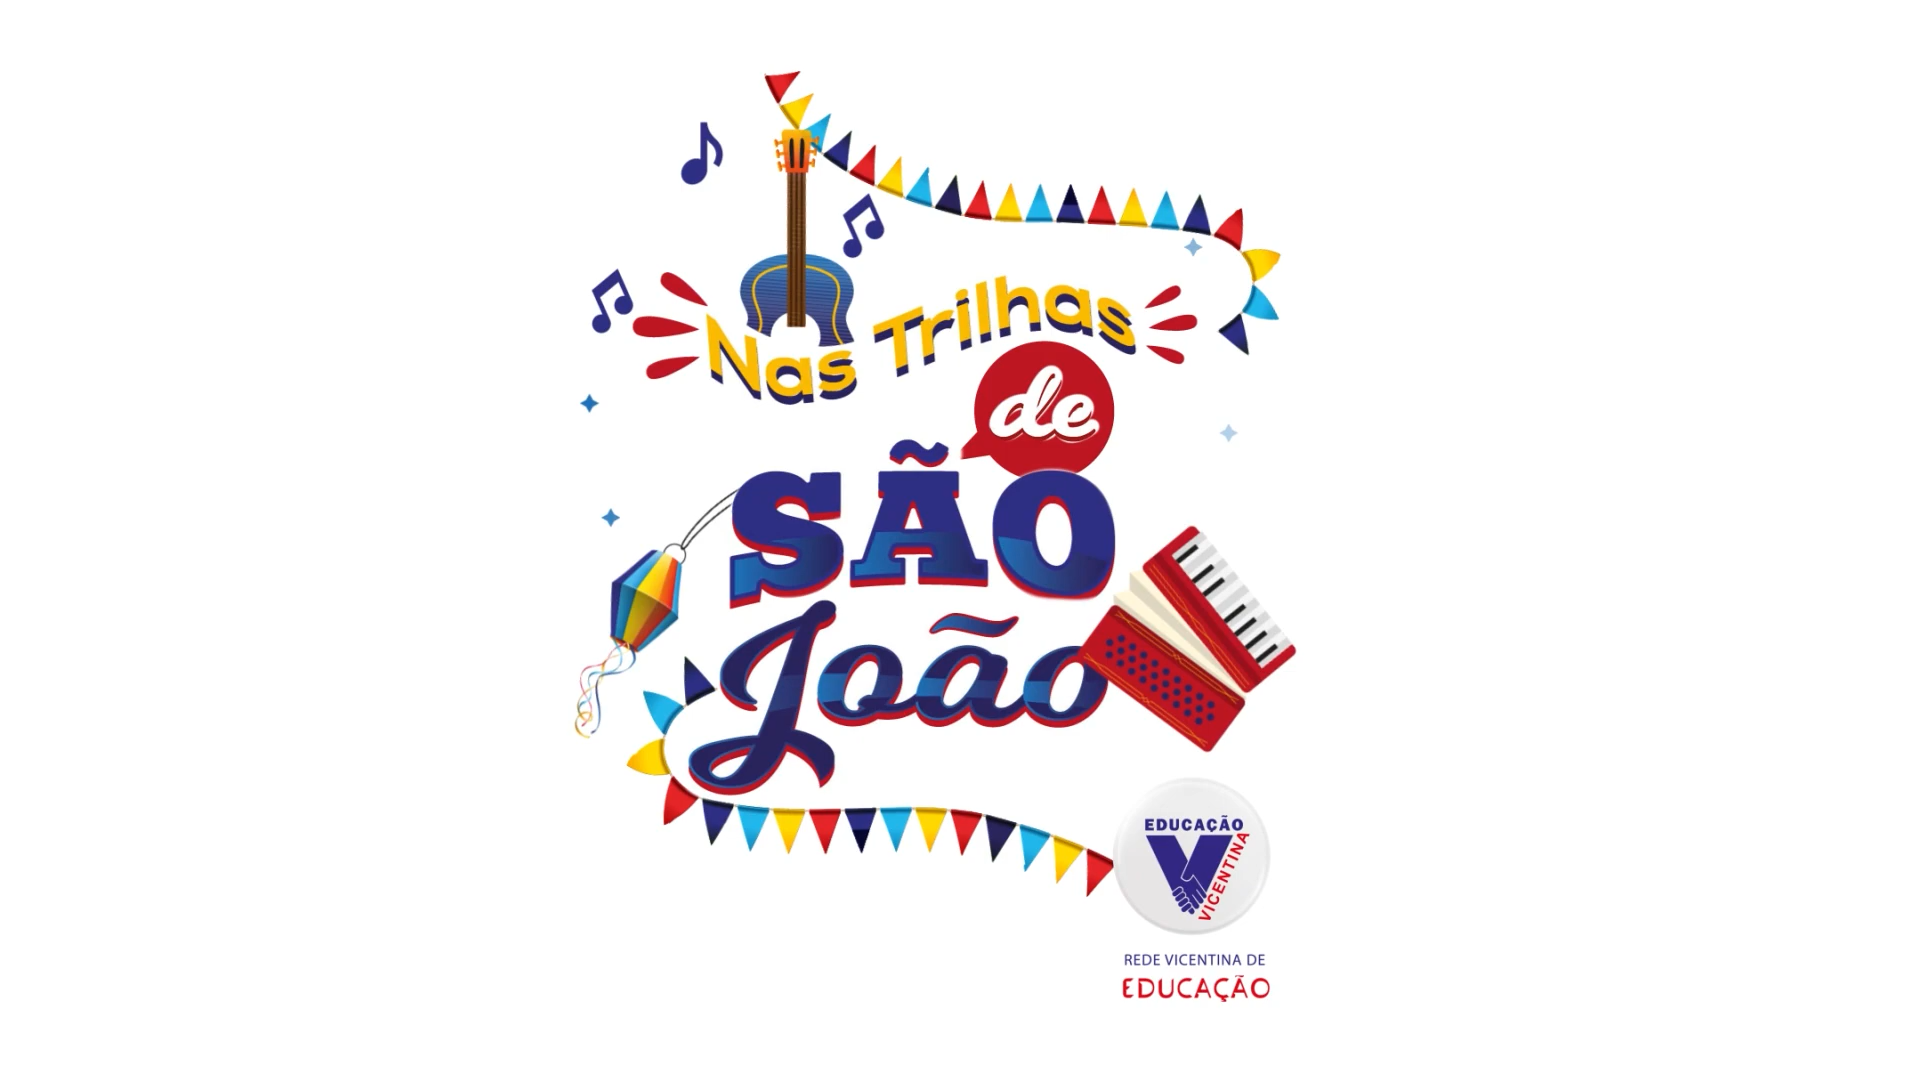 Nas Trilhas
de
SÃO
João
EDUCAÇÃO
VICENTINA
REDE VICENTINA DE
EDUCAÇÃO